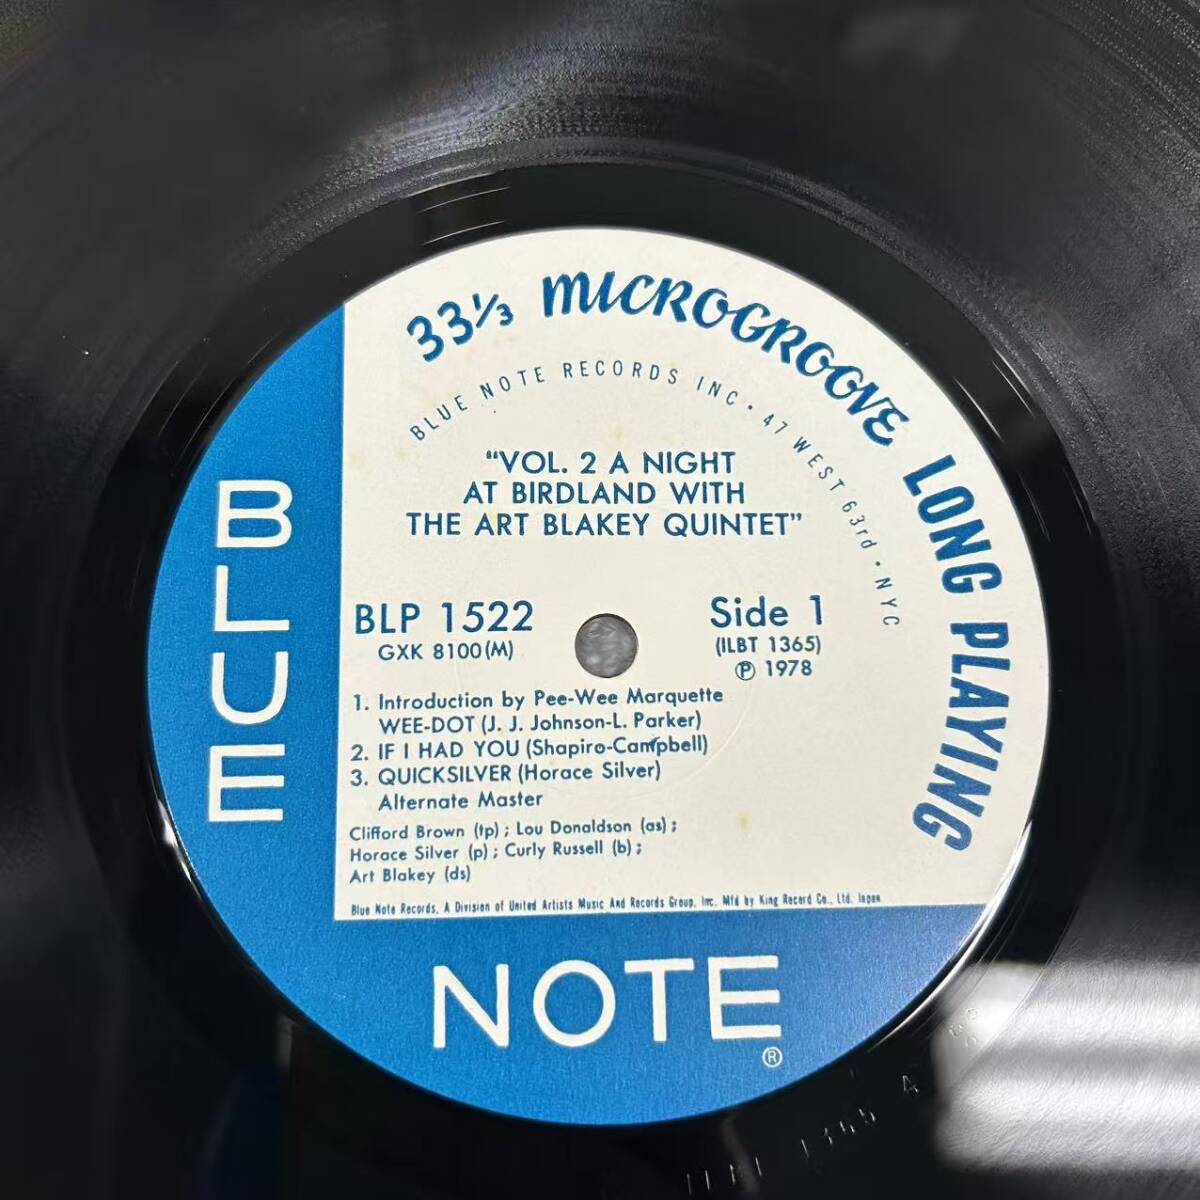 33⅓ MICROGROOVE LONG PLAYING
BLUE NOTE RECORDS INC • 47 WEST 63rd • NYC
"VOL. 2 A NIGHT
AT BIRDLAND WITH
THE ART BLAKEY QUINTET"
BLP 1522
GXK 8100(M)
Side 1
(ILBT 1365)
Ⓟ 1978
1. Introduction by Pee-Wee Marquette
WEE-DOT (J. J. Johnson-L. Parker)
2. IF I HAD YOU (Shapiro-Campbell)
3. QUICKSILVER (Horace Silver)
Alternate Master
Clifford Brown (tp) ; Lou Donaldson (as) ;
Horace Silver (p) ; Curly Russell (b) ;
Art Blakey (ds)
Blue Note Records, A Division of United Artists Music And Records Group, Inc. Mfd by King Record Co., Ltd. Japan
BLUE
NOTE®
1365 A